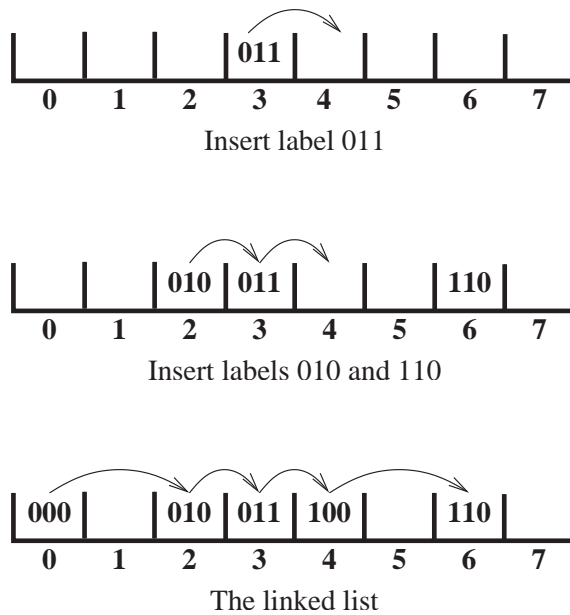 011
0 1 2 3 4 5 6 7
Insert label 011
010 011 110
0 1 2 3 4 5 6 7
Insert labels 010 and 110
000 010 011 100 110
0 1 2 3 4 5 6 7
The linked list